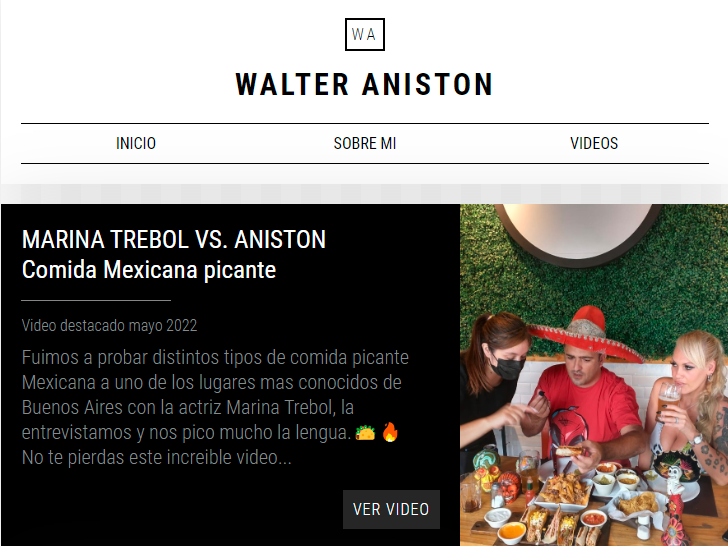 WA
WALTER ANISTON
INICIO SOBRE MI VIDEOS
MARINA TREBOL VS. ANISTON
Comida Mexicana picante
Video destacado mayo 2022
Fuimos a probar distintos tipos de comida picante
Mexicana a uno de los lugares mas conocidos de
Buenos Aires con la actriz Marina Trebol, la
entrevistamos y nos pico mucho la lengua. 🌮 🔥
No te pierdas este increible video...
VER VIDEO